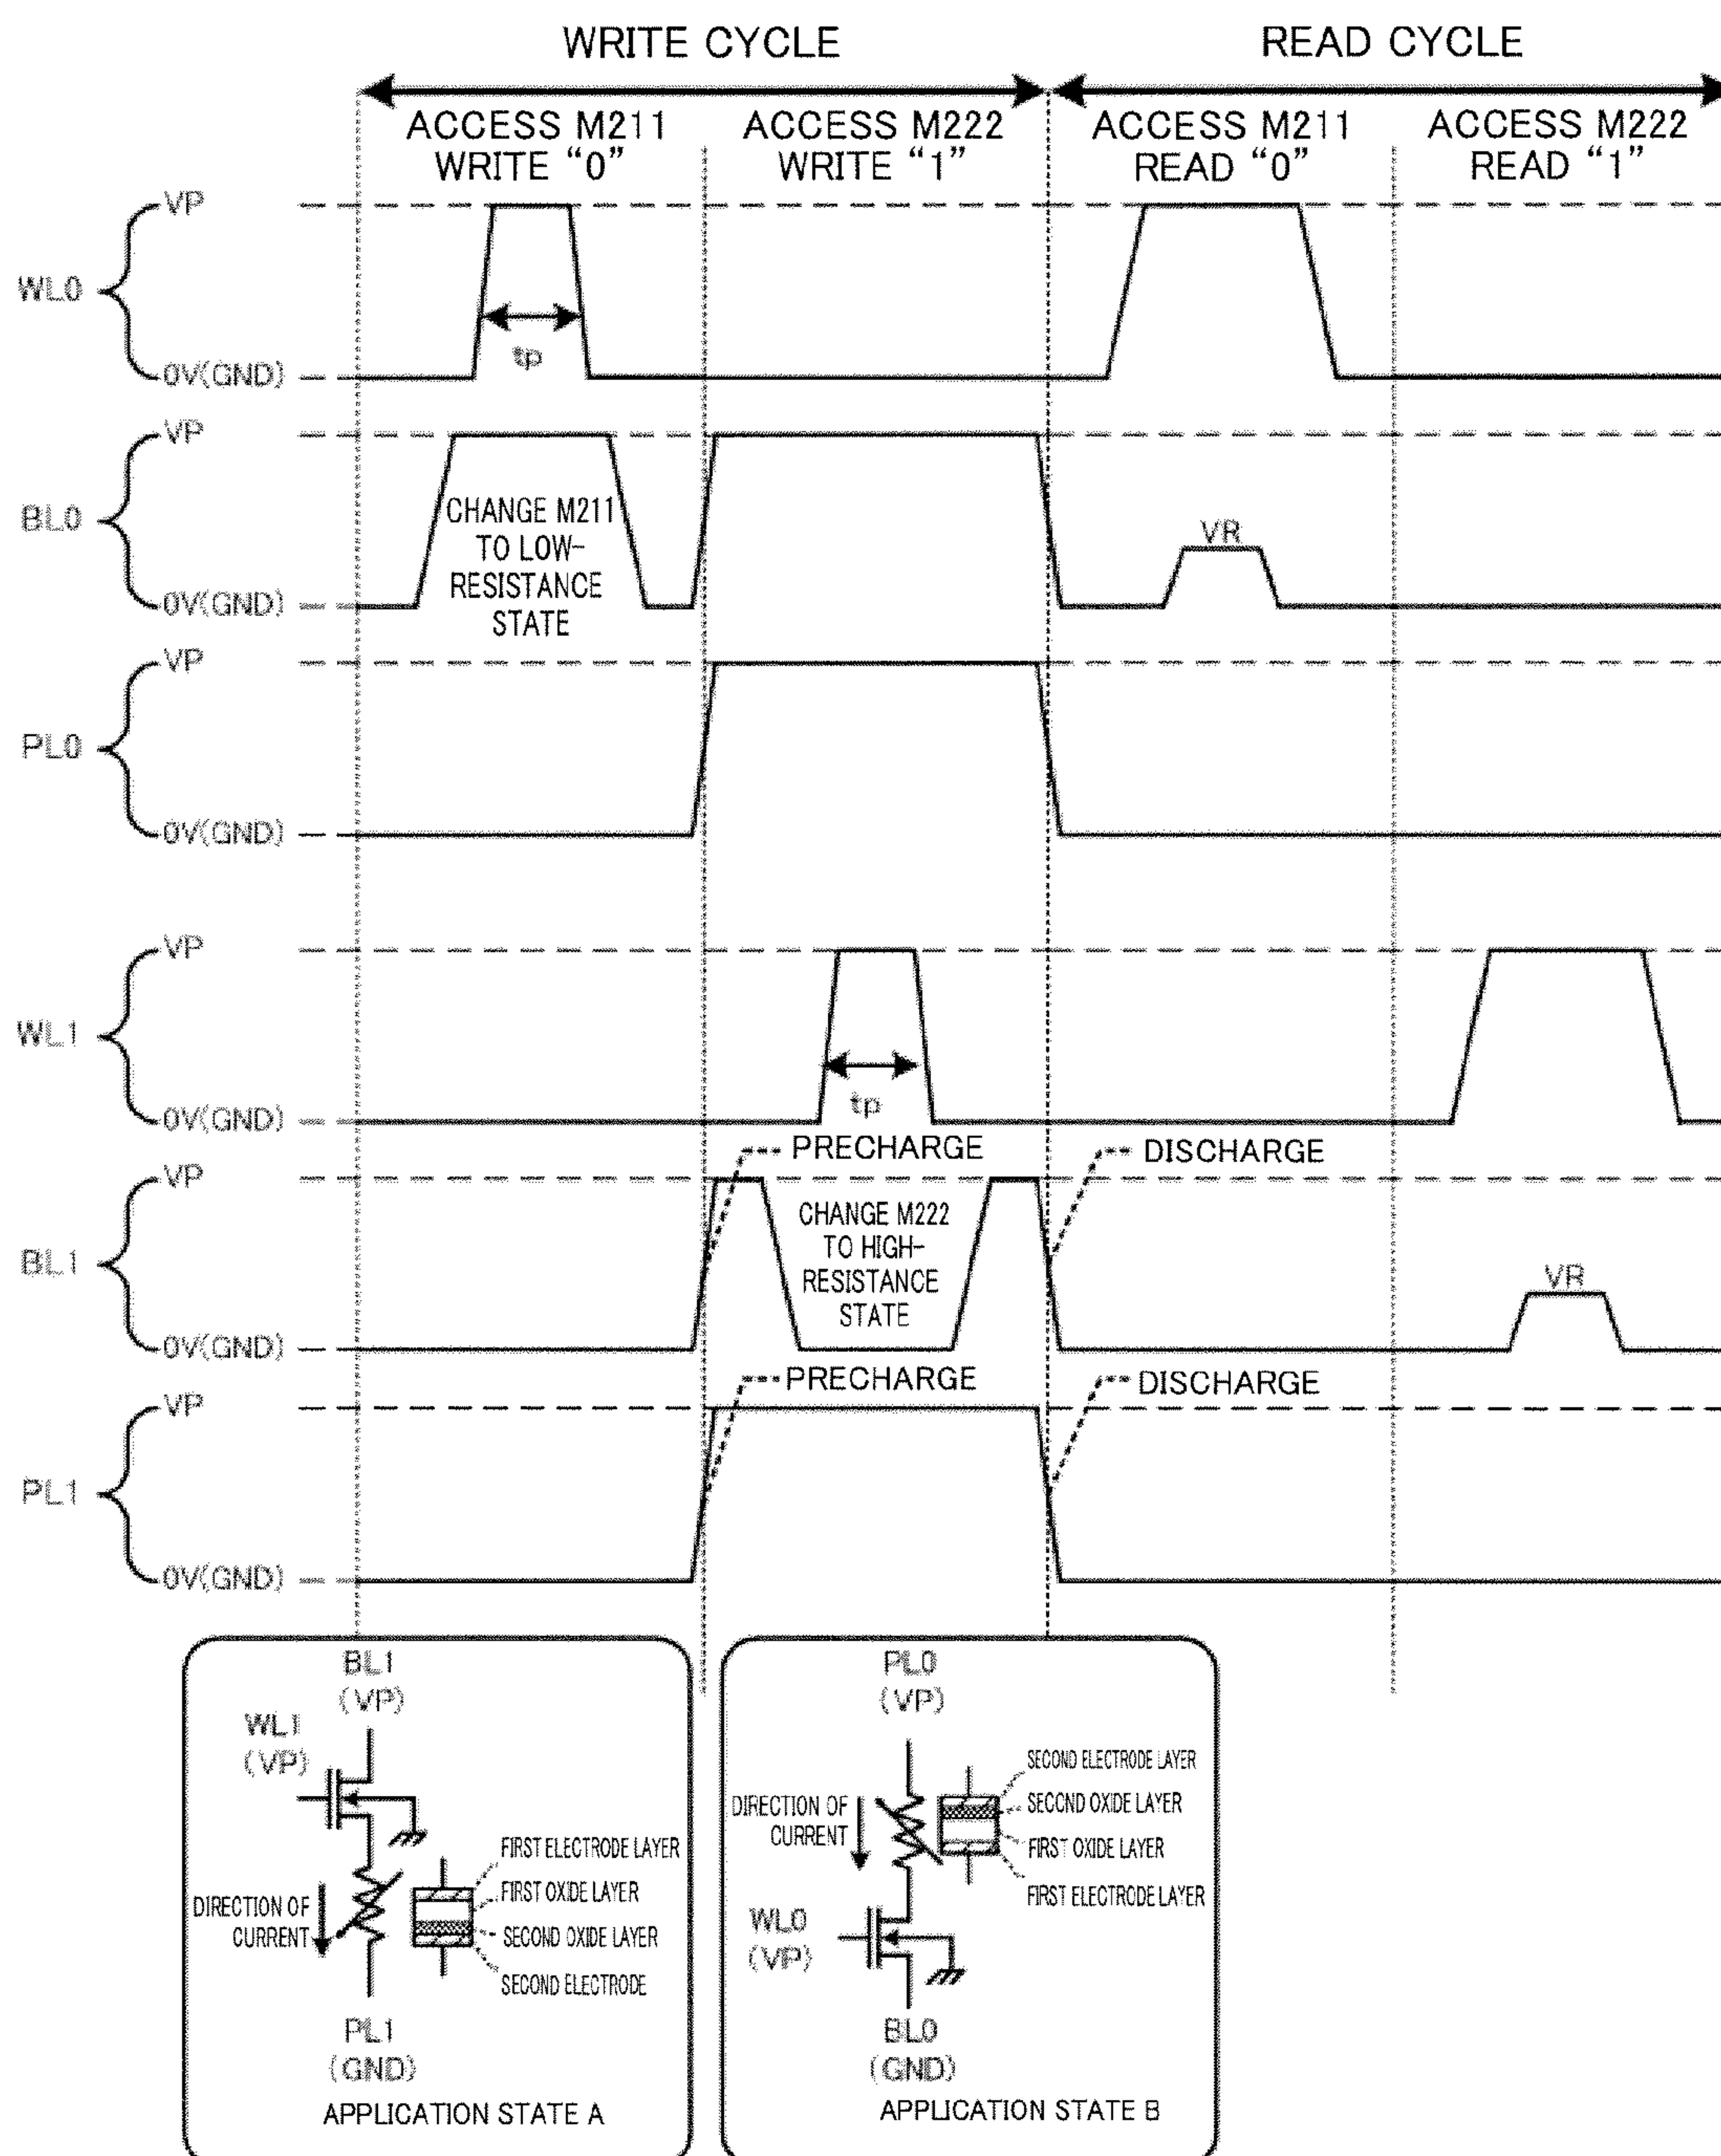 WRITE CYCLE
READ CYCLE
ACCESS M211
WRITE “0”
ACCESS M222
WRITE “1”
ACCESS M211
READ “0”
ACCESS M222
READ “1”
VP
WL0
tp
0V(GND)
VP
BL0
CHANGE M211
TO LOW-
RESISTANCE
STATE
VR
0V(GND)
VP
PL0
0V(GND)
VP
WL1
tp
0V(GND)
PRECHARGE
DISCHARGE
VP
BL1
CHANGE M222
TO HIGH-
RESISTANCE
STATE
VR
0V(GND)
PRECHARGE
DISCHARGE
VP
PL1
0V(GND)
BL1
(VP)
WL1
(VP)
DIRECTION OF
CURRENT
FIRST ELECTRODE LAYER
FIRST OXIDE LAYER
SECOND OXIDE LAYER
SECOND ELECTRODE
PL1
(GND)
APPLICATION STATE A
PL0
(VP)
DIRECTION OF
CURRENT
SECOND ELECTRODE LAYER
SECOND OXIDE LAYER
FIRST OXIDE LAYER
FIRST ELECTRODE LAYER
WL0
(VP)
BL0
(GND)
APPLICATION STATE B